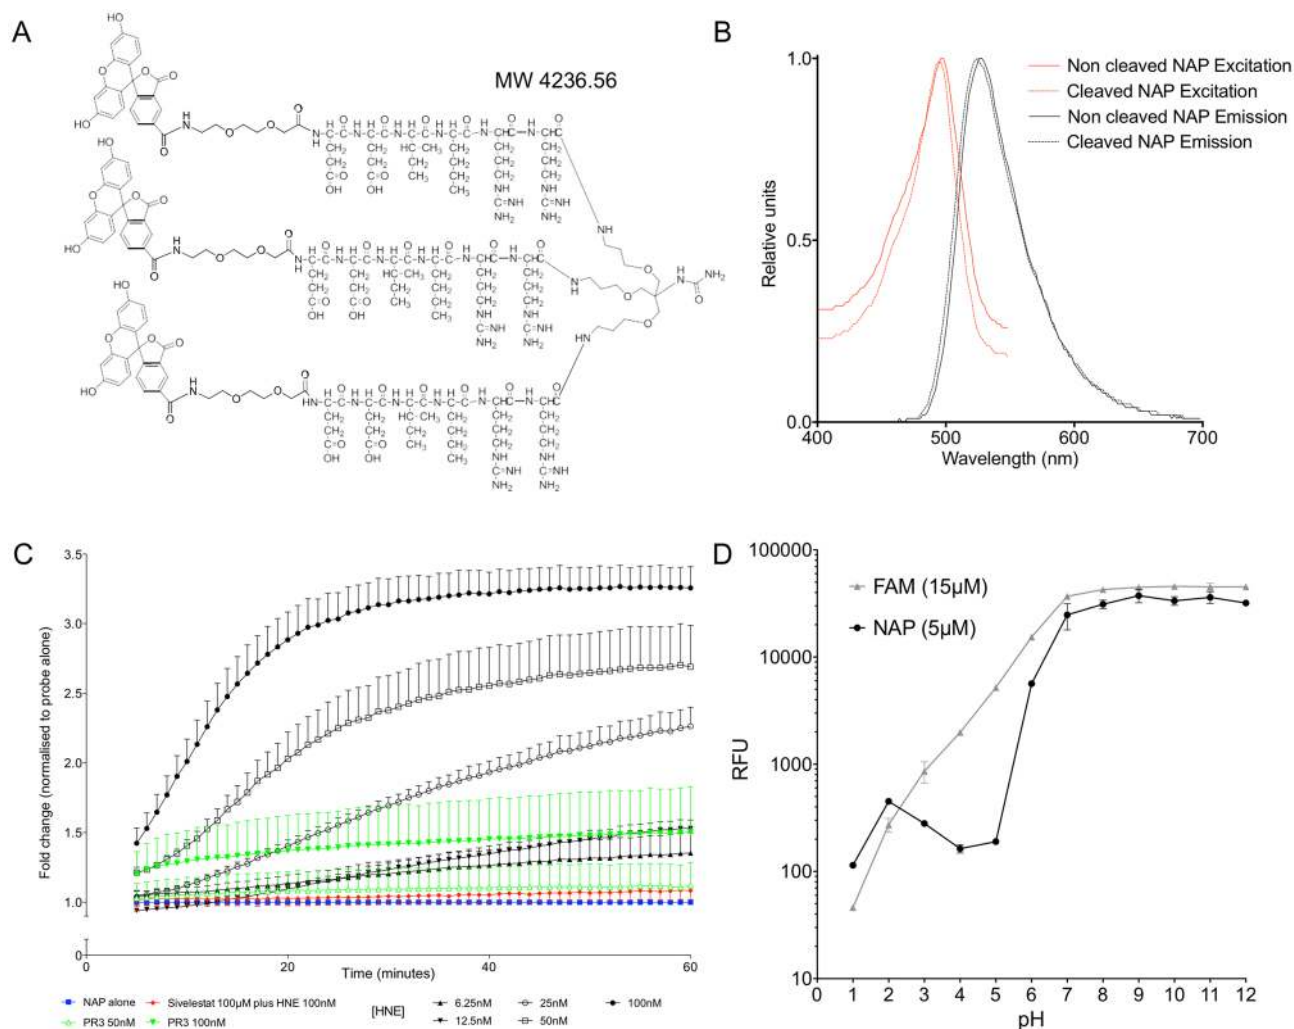 A
MW 4236.56
B
Relative units
1.0
0.5
0.0
400
500
600
700
Wavelength (nm)
Non cleaved NAP Excitation
Cleaved NAP Excitation
Non cleaved NAP Emission
Cleaved NAP Emission
C
Fold change (normalised to probe alone)
3.5
3.0
2.5
2.0
1.5
1.0
0
0
20
40
60
Time (minutes)
NAP alone
Sivelestat 100µM plus HNE 100nM
PR3 50nM
PR3 100nM
[HNE]
6.25nM
12.5nM
25nM
50nM
100nM
D
RFU
100000
10000
1000
100
10
FAM (15µM)
NAP (5µM)
0 1 2 3 4 5 6 7 8 9 10 11 12
pH